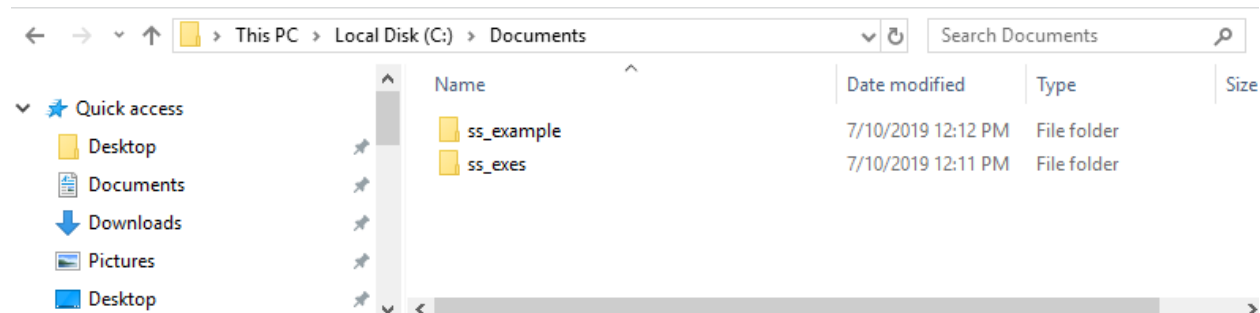 This PC > Local Disk (C:) > Documents
Search Documents
Name Date modified Type Size
Quick access
Desktop
Documents
Downloads
Pictures
Desktop
ss_example 7/10/2019 12:12 PM File folder
ss_exes 7/10/2019 12:11 PM File folder